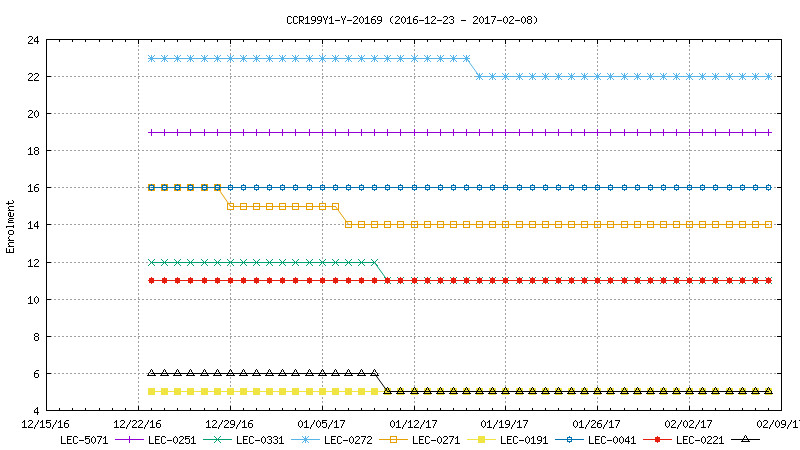 CCR199Y1-Y-20169 (2016-12-23 - 2017-02-08)
24
22
20
18
16
14
12
10
8
6
4
Enrolment
12/15/16 12/22/16 12/29/16 01/05/17 01/12/17 01/19/17 01/26/17 02/02/17 02/09/17
LEC-5071 LEC-0251 LEC-0331 LEC-0272 LEC-0271 LEC-0191 LEC-0041 LEC-0221